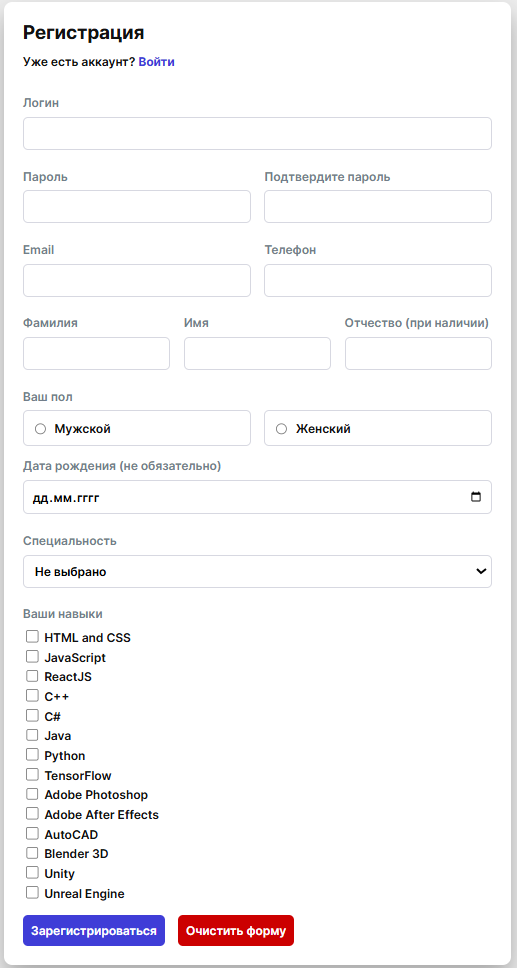 Регистрация
Уже есть аккаунт? Войти
Логин
Пароль Подтвердите пароль
Email Телефон
Фамилия Имя Отчество (при наличии)
Ваш пол
Мужской Женский
Дата рождения (не обязательно)
дд.мм.гггг
Специальность
Не выбрано
Ваши навыки
HTML and CSS
JavaScript
ReactJS
C++
C#
Java
Python
TensorFlow
Adobe Photoshop
Adobe After Effects
AutoCAD
Blender 3D
Unity
Unreal Engine
Зарегистрироваться Очистить форму